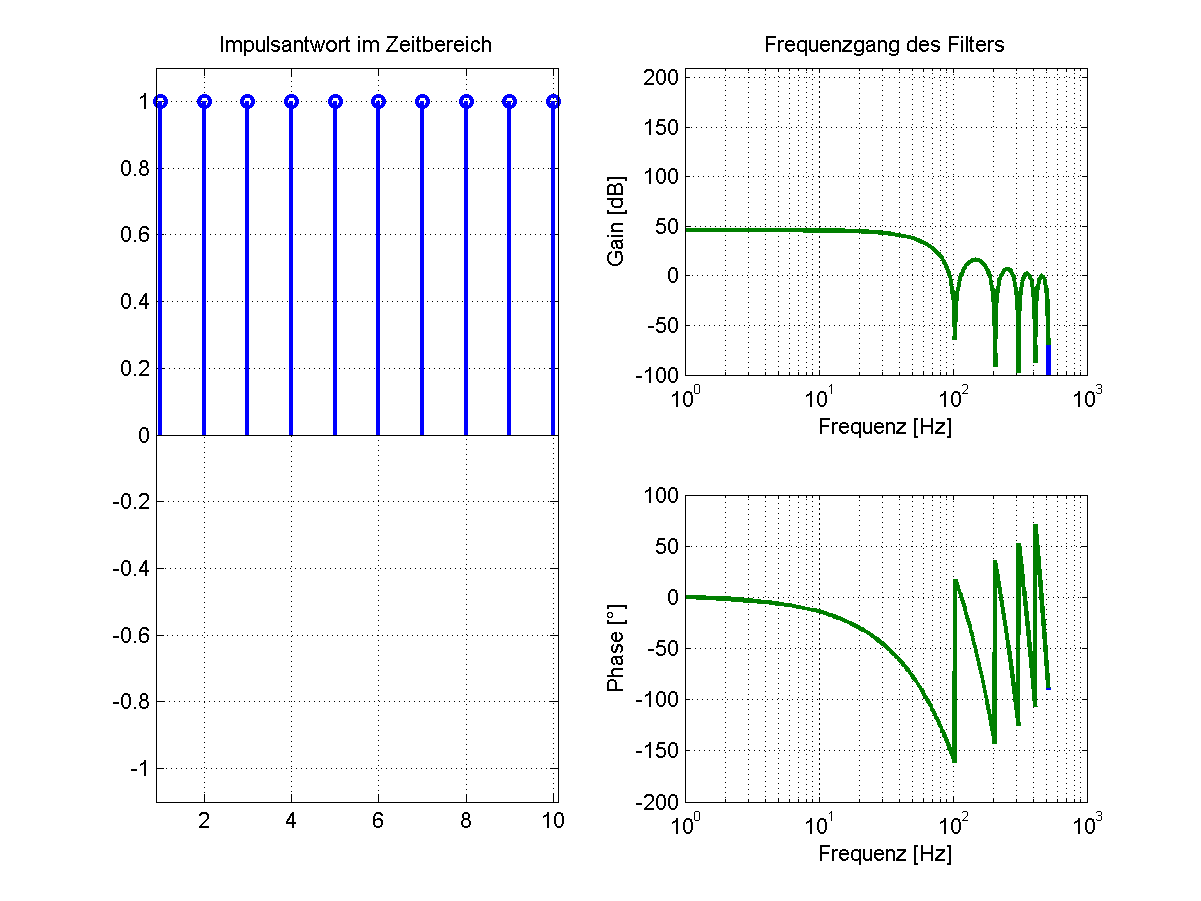 Impulsantwort im Zeitbereich
1
0.8
0.6
0.4
0.2
0
-0.2
-0.4
-0.6
-0.8
-1
2 4 6 8 10
Frequenzgang des Filters
Gain [dB]
200
150
100
50
0
-50
-100
10^0 10^1 10^2 10^3
Frequenz [Hz]
Phase [°]
100
50
0
-50
-100
-150
-200
10^0 10^1 10^2 10^3
Frequenz [Hz]